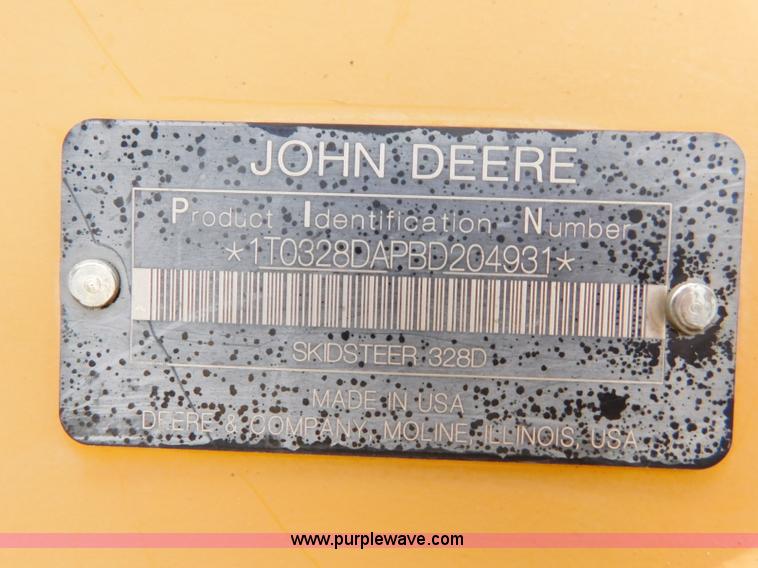 JOHN DEERE
Product Identification Number
*1T0328DAPBD204931*
SKIDSTEER 328D
MADE IN USA
DEERE & COMPANY, MOLINE, ILLINOIS, USA
www.purplewave.com